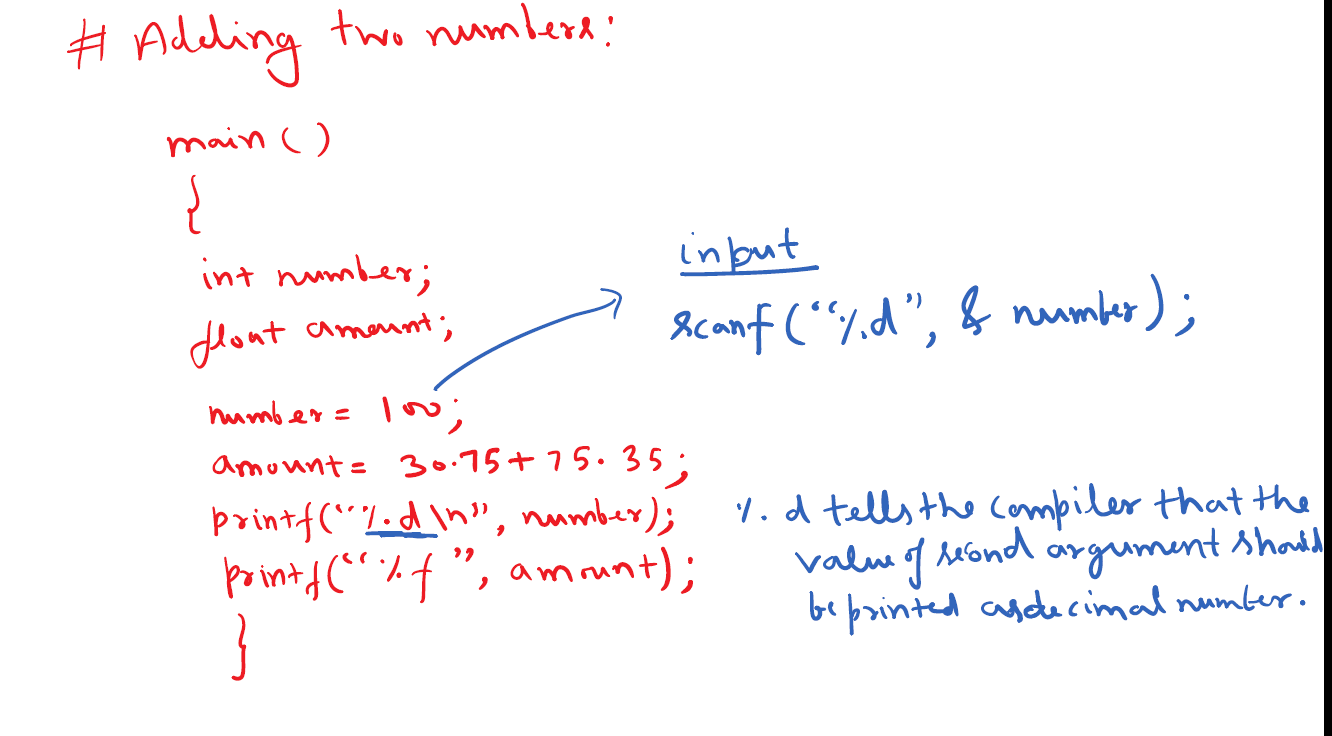 # Adding two numbers:
main ( )
{
int number;
float amount;
number = 100;
amount = 30.75 + 75.35;
printf("%d\n", number);
printf("%f", amount);
}
input
scanf("%d", & number);
%d tells the compiler that the
value of second argument should
be printed as decimal number.